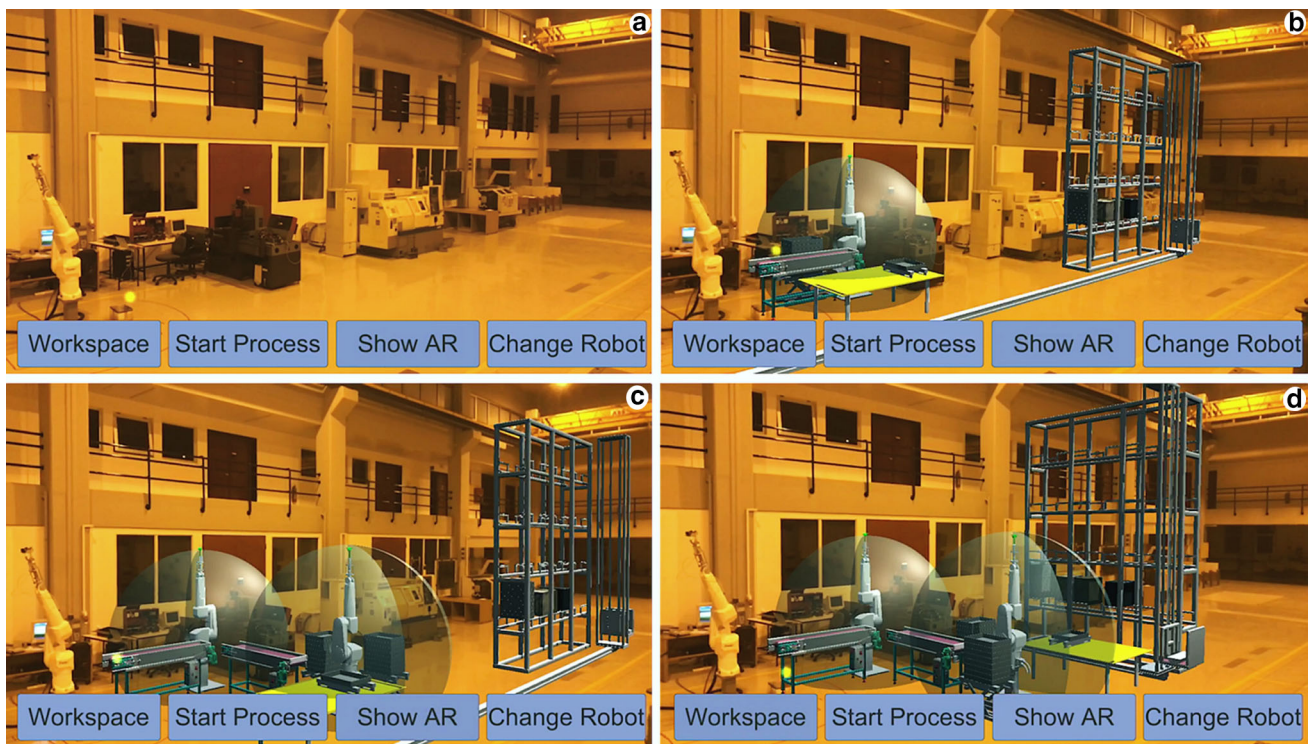 a
Workspace Start Process Show AR Change Robot
b
Workspace Start Process Show AR Change Robot
c
Workspace Start Process Show AR Change Robot
d
Workspace Start Process Show AR Change Robot